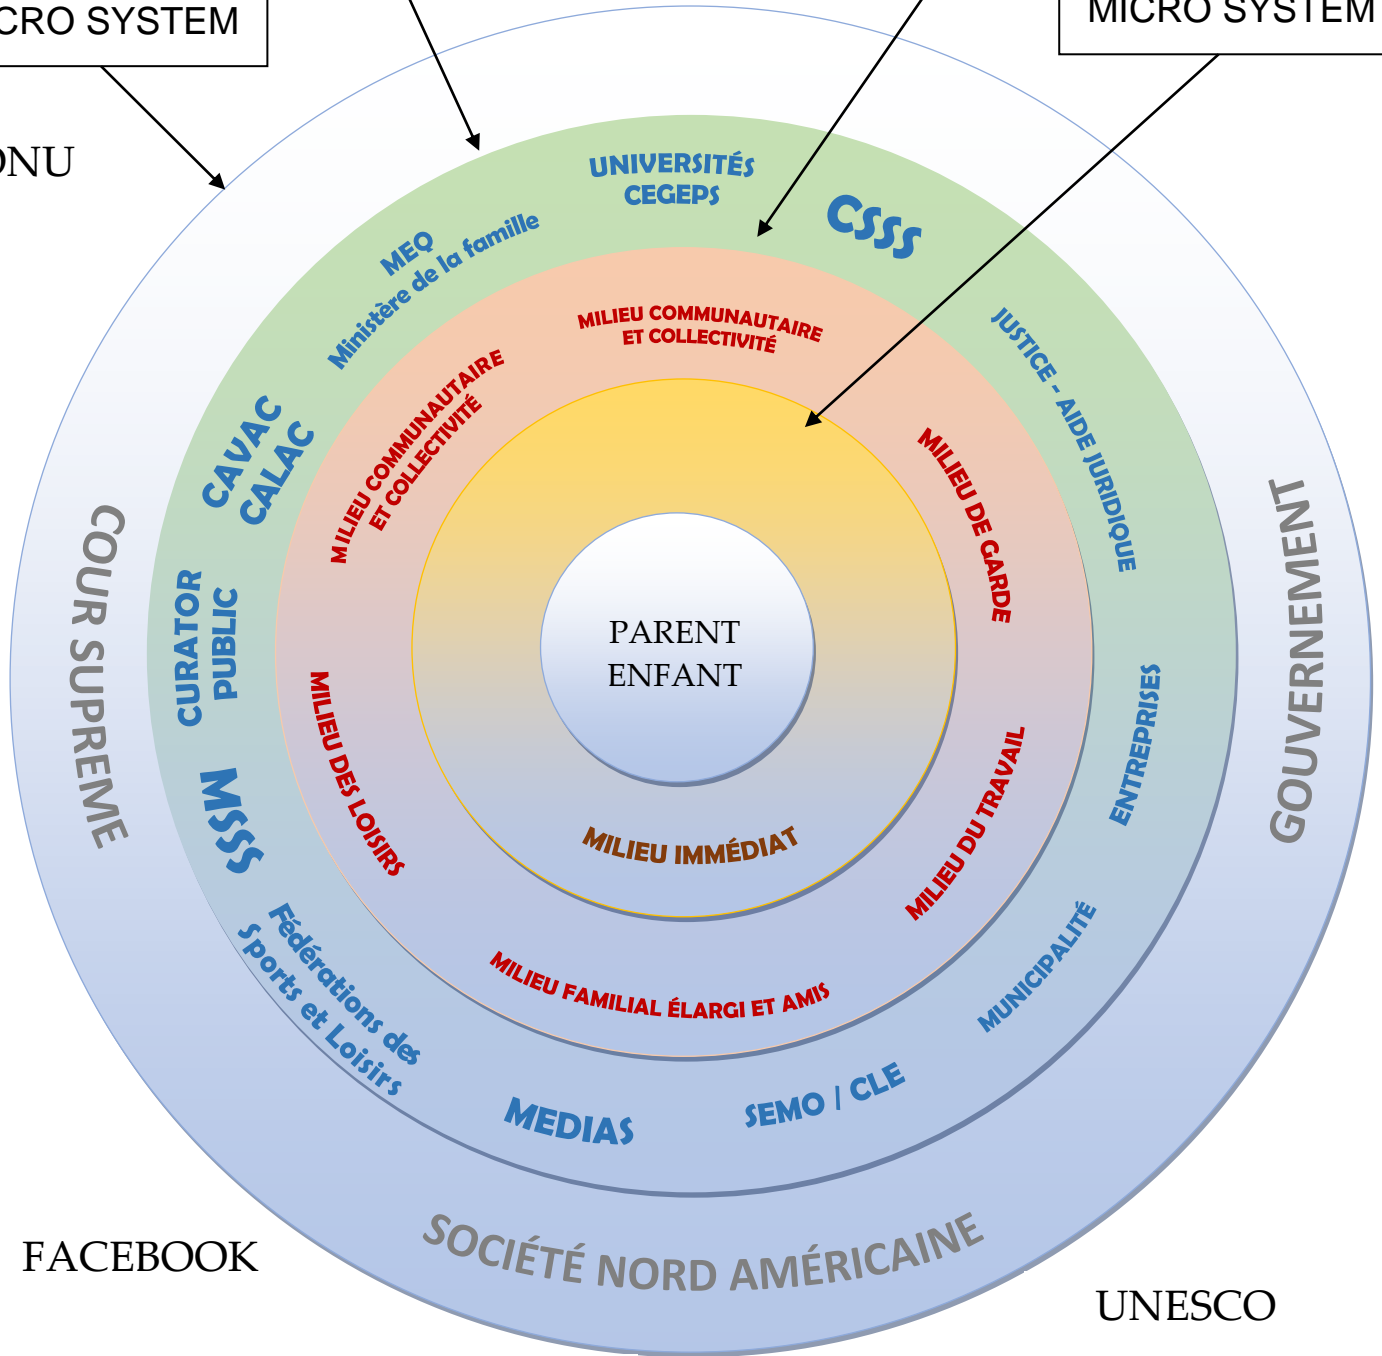 CRO SYSTEM
MICRO SYSTEM
ONU
UNIVERSITÉS
CEGEPS
CSSS
MEQ
Ministère de la famille
MILIEU COMMUNAUTAIRE
ET COLLECTIVITÉ
JUSTICE - AIDE JURIDIQUE
MILIEU COMMUNAUTAIRE
ET COLLECTIVITÉ
CAVAC
CALAC
MILIEU DE GARDE
COUR SUPREME
GOUVERNEMENT
CURATOR
PUBLIC
PARENT
ENFANT
MILIEU DES LOISIRS
ENTREPRISES
MILIEU DU TRAVAIL
MSSS
MILIEU IMMÉDIAT
Fédérations des
Sports et Loisirs
MUNICIPALITÉ
MILIEU FAMILIAL ÉLARGI ET AMIS
MEDIAS
SEMO / CLE
SOCIÉTÉ NORD AMÉRICAINE
FACEBOOK
UNESCO